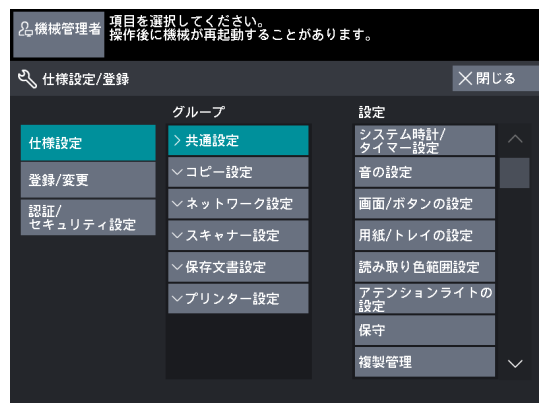 機械管理者
項目を選択してください。
操作後に機械が再起動することがあります。
仕様設定/登録
閉じる
グループ
設定
仕様設定
登録/変更
認証/
セキュリティ設定
共通設定
コピー設定
ネットワーク設定
スキャナー設定
保存文書設定
プリンター設定
システム時計/
タイマー設定
音の設定
画面/ボタンの設定
用紙/トレイの設定
読み取り色範囲設定
アテンションライトの
設定
保守
複製管理